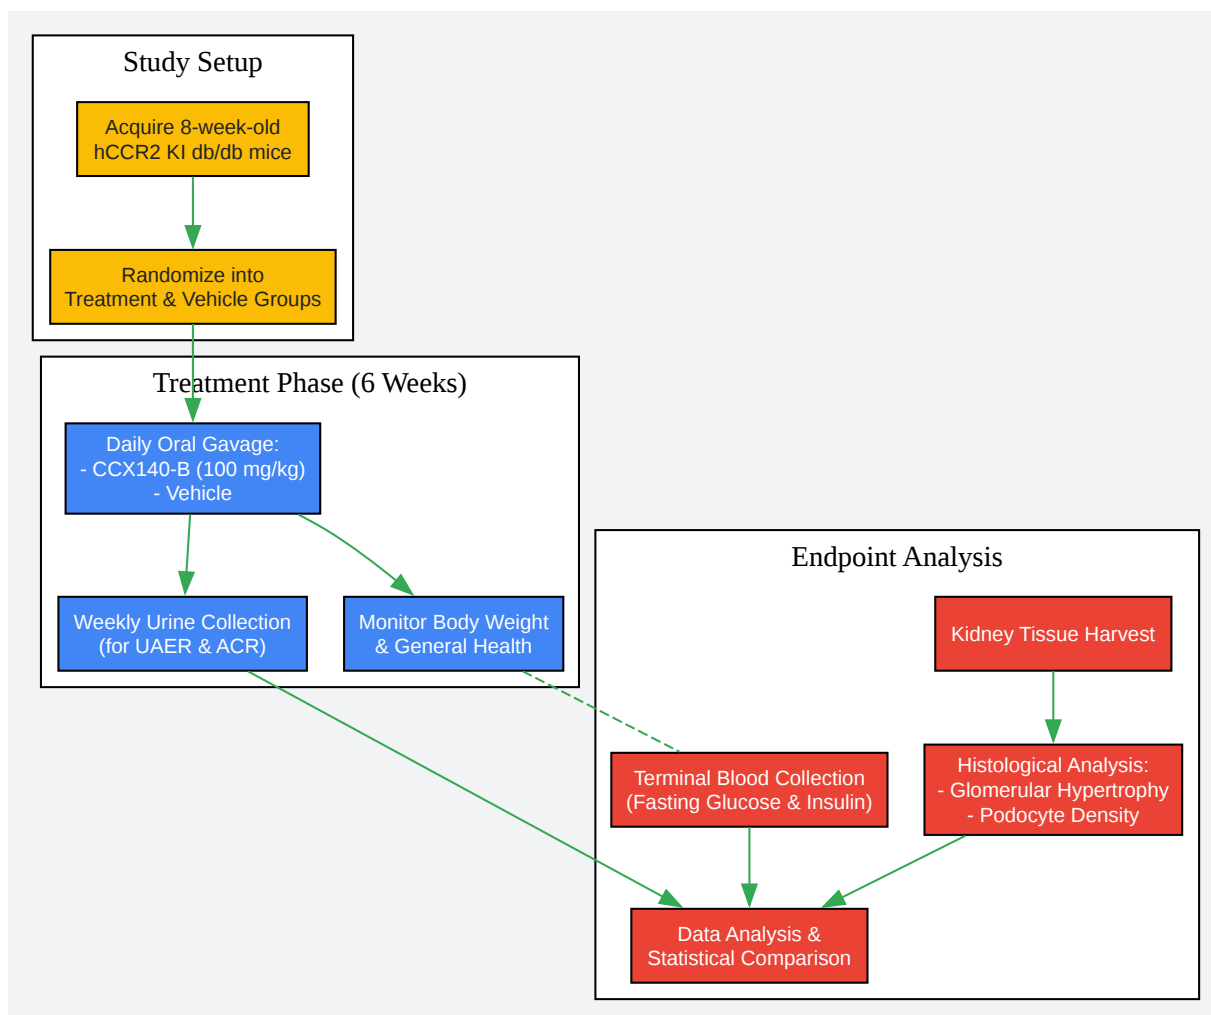 Study Setup
Acquire 8-week-old
hCCR2 KI db/db mice
Randomize into
Treatment & Vehicle Groups
Treatment Phase (6 Weeks)
Daily Oral Gavage:
- CCX140-B (100 mg/kg)
- Vehicle
Weekly Urine Collection
(for UAER & ACR)
Monitor Body Weight
& General Health
Endpoint Analysis
Kidney Tissue Harvest
Terminal Blood Collection
(Fasting Glucose & Insulin)
Histological Analysis:
- Glomerular Hypertrophy
- Podocyte Density
Data Analysis &
Statistical Comparison